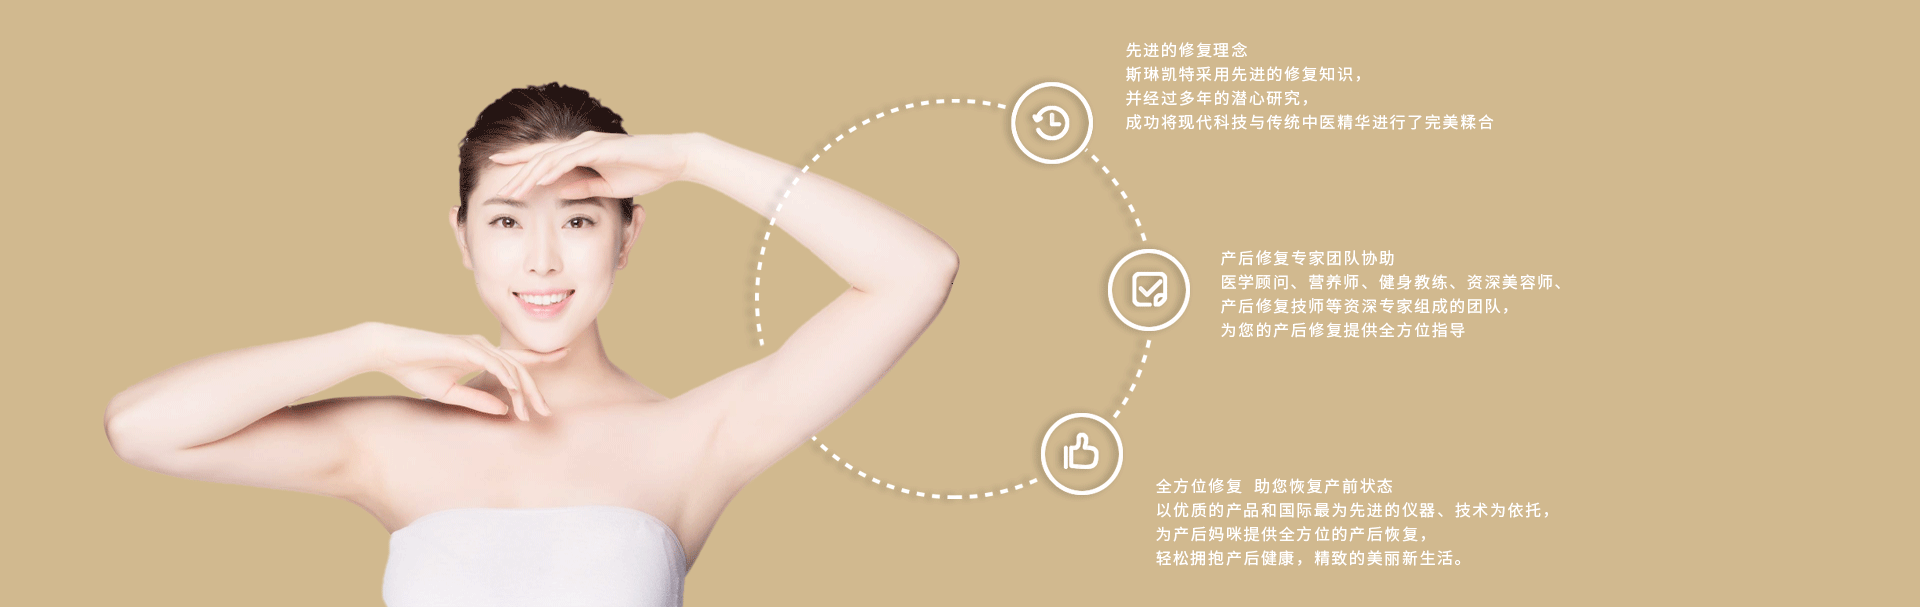 先进的修复理念
斯琳凯特采用先进的修复知识，
并经过多年的潜心研究，
成功将现代科技与传统中医精华进行了完美糅合
产后修复专家团队协助
医学顾问、营养师、健身教练、资深美容师、
产后修复技师等资深专家组成的团队，
为您的产后修复提供全方位指导
全方位修复 助您恢复产前状态
以优质的产品和国际最为先进的仪器、技术为依托，
为产后妈咪提供全方位的产后恢复，
轻松拥抱产后健康，精致的美丽新生活。